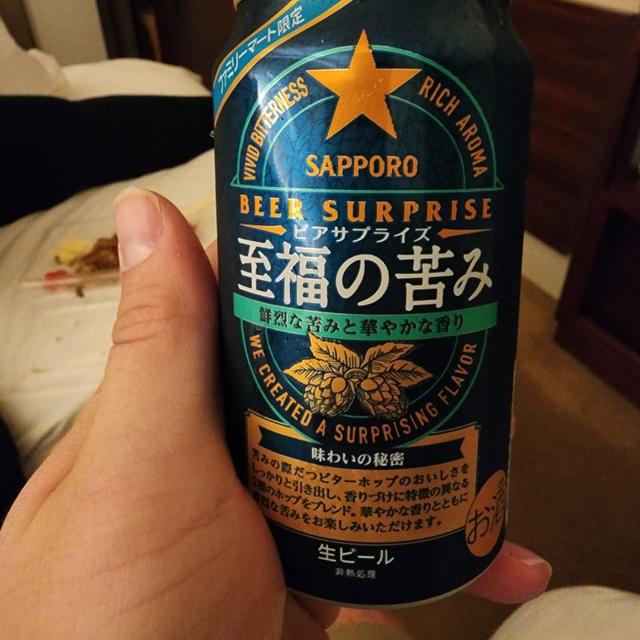 ファミリーマート限定
VIVID BITTERNESS
RICH AROMA
SAPPORO
BEER SURPRISE
ビアサプライズ
至福の苦み
鮮烈な苦みと華やかな香り
WE CREATED A SURPRISING FLAVOR
味わいの秘密
苦みの際だつビターホップのおいしさを
しっかりと引き出し、香りづけに特徴の異なる
2種のホップをブレンド。華やかな香りとともに
鮮烈な苦みをお楽しみいただけます。
お酒
生ビール
非熱処理